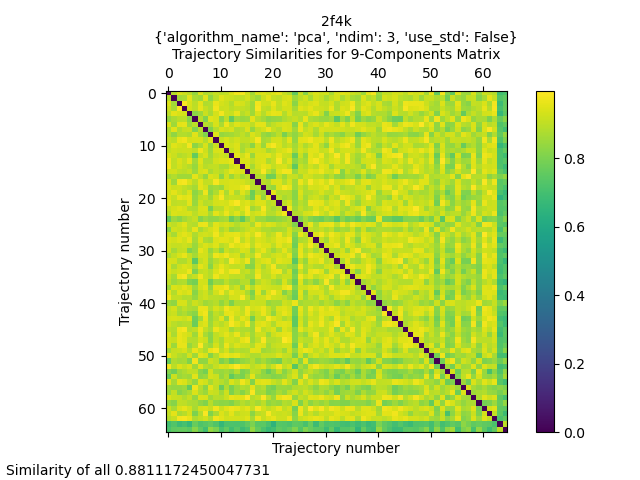 2f4k
{'algorithm_name': 'pca', 'ndim': 3, 'use_std': False}
Trajectory Similarities for 9-Components Matrix
0 10 20 30 40 50 60
0
10
20
30
40
50
60
Trajectory number
Trajectory number
0.8
0.6
0.4
0.2
0.0
Similarity of all 0.8811172450047731